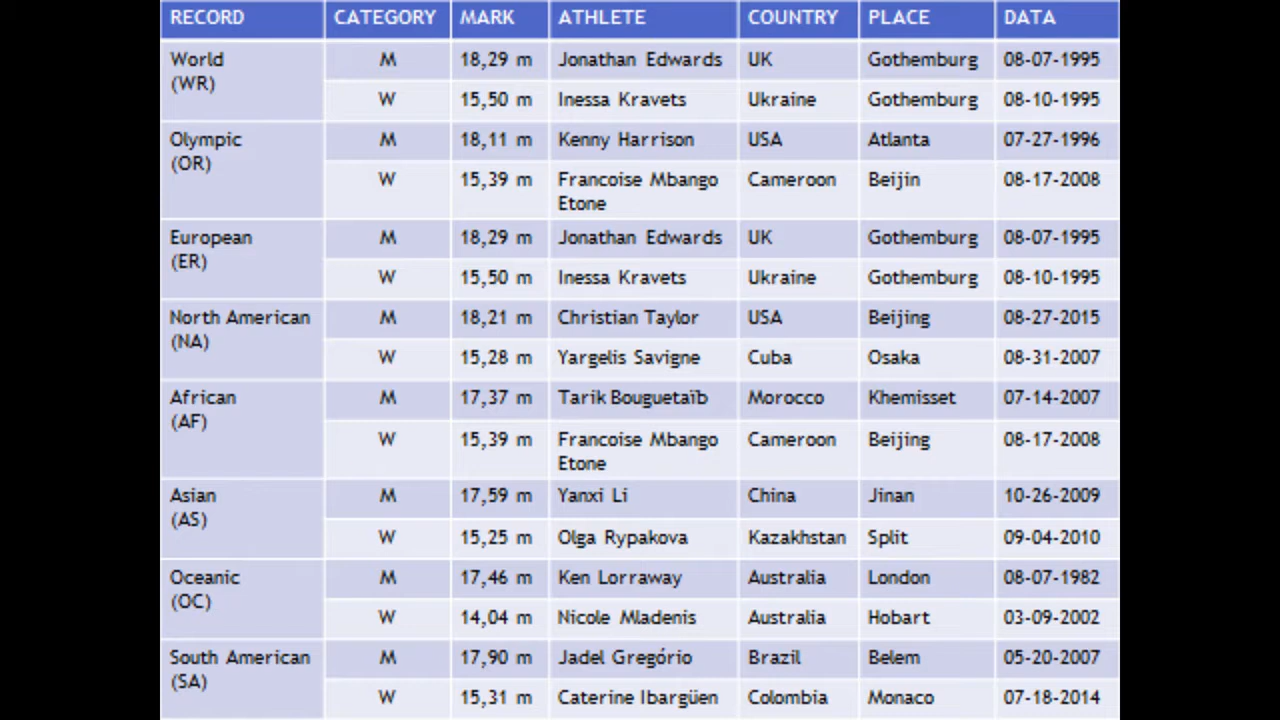 RECORD CATEGORY MARK ATHLETE COUNTRY PLACE DATA
World M 18,29 m Jonathan Edwards UK Gothemburg 08-07-1995
(WR)
W 15,50 m Inessa Kravets Ukraine Gothemburg 08-10-1995
Olympic M 18,11 m Kenny Harrison USA Atlanta 07-27-1996
(OR)
W 15,39 m Francoise Mbango Cameroon Beijin 08-17-2008
Etone
European M 18,29 m Jonathan Edwards UK Gothemburg 08-07-1995
(ER)
W 15,50 m Inessa Kravets Ukraine Gothemburg 08-10-1995
North American M 18,21 m Christian Taylor USA Beijing 08-27-2015
(NA)
W 15,28 m Yargelis Savigne Cuba Osaka 08-31-2007
African M 17,37 m Tarik Bouguetaïb Morocco Khemisset 07-14-2007
(AF)
W 15,39 m Francoise Mbango Cameroon Beijing 08-17-2008
Etone
Asian M 17,59 m Yanxi Li China Jinan 10-26-2009
(AS)
W 15,25 m Olga Rypakova Kazakhstan Split 09-04-2010
Oceanic M 17,46 m Ken Lorraway Australia London 08-07-1982
(OC)
W 14,04 m Nicole Mladenis Australia Hobart 03-09-2002
South American M 17,90 m Jadel Gregório Brazil Belem 05-20-2007
(SA)
W 15,31 m Caterine Ibargüen Colombia Monaco 07-18-2014